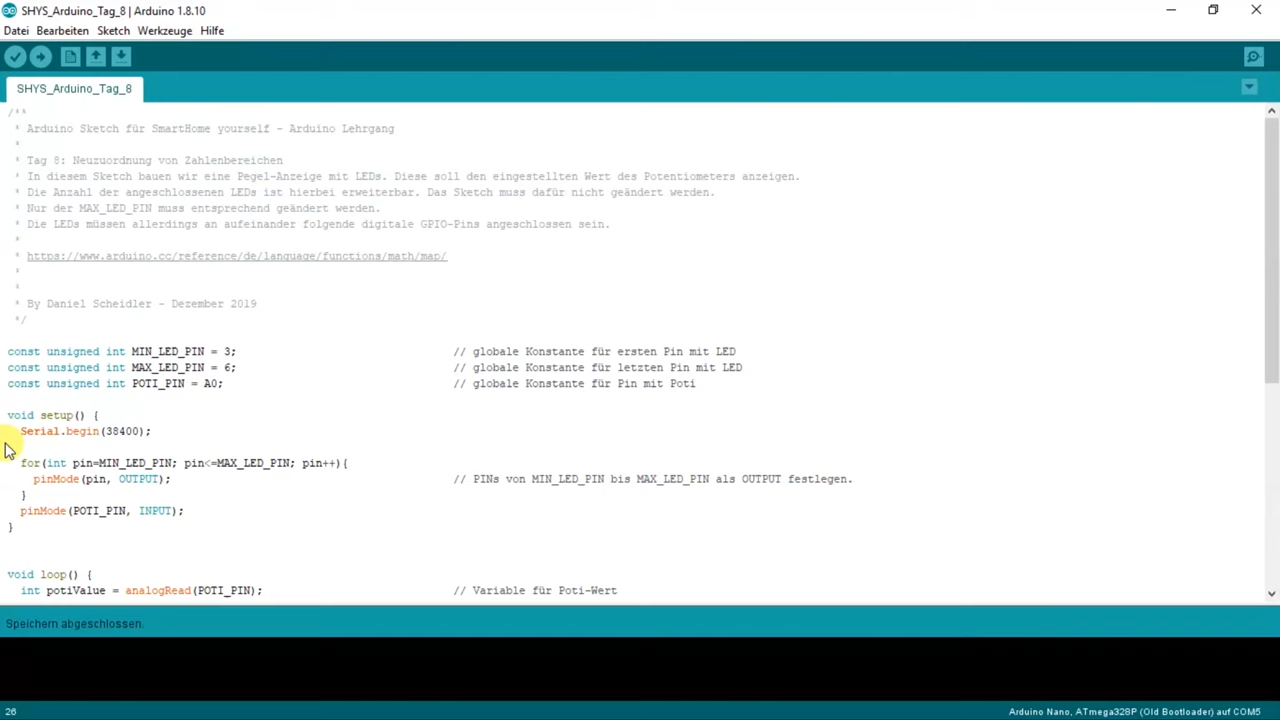 SHYS_Arduino_Tag_8 | Arduino 1.8.10
Datei Bearbeiten Sketch Werkzeuge Hilfe
SHYS_Arduino_Tag_8
/**
* Arduino Sketch für SmartHome yourself - Arduino Lehrgang
*
* Tag 8: Neuzuordnung von Zahlenbereichen
* In diesem Sketch bauen wir eine Pegel-Anzeige mit LEDs. Diese soll den eingestellten Wert des Potentiometers anzeigen.
* Die Anzahl der angeschlossenen LEDs ist hierbei erweiterbar. Das Sketch muss dafür nicht geändert werden.
* Nur der MAX_LED_PIN muss entsprechend geändert werden.
* Die LEDs müssen allerdings an aufeinander folgende digitale GPIO-Pins angeschlossen sein.
*
* https://www.arduino.cc/reference/de/language/functions/math/map/
*
*
* By Daniel Scheidler - Dezember 2019
*/
const unsigned int MIN_LED_PIN = 3; // globale Konstante für ersten Pin mit LED
const unsigned int MAX_LED_PIN = 6; // globale Konstante für letzten Pin mit LED
const unsigned int POTI_PIN = A0; // globale Konstante für Pin mit Poti
void setup() {
Serial.begin(38400);
for(int pin=MIN_LED_PIN; pin<=MAX_LED_PIN; pin++){
pinMode(pin, OUTPUT); // PINs von MIN_LED_PIN bis MAX_LED_PIN als OUTPUT festlegen.
}
pinMode(POTI_PIN, INPUT);
}
void loop() {
int potiValue = analogRead(POTI_PIN); // Variable für Poti-Wert
Speichern abgeschlossen.
26 Arduino Nano, ATmega328P (Old Bootloader) auf COM5